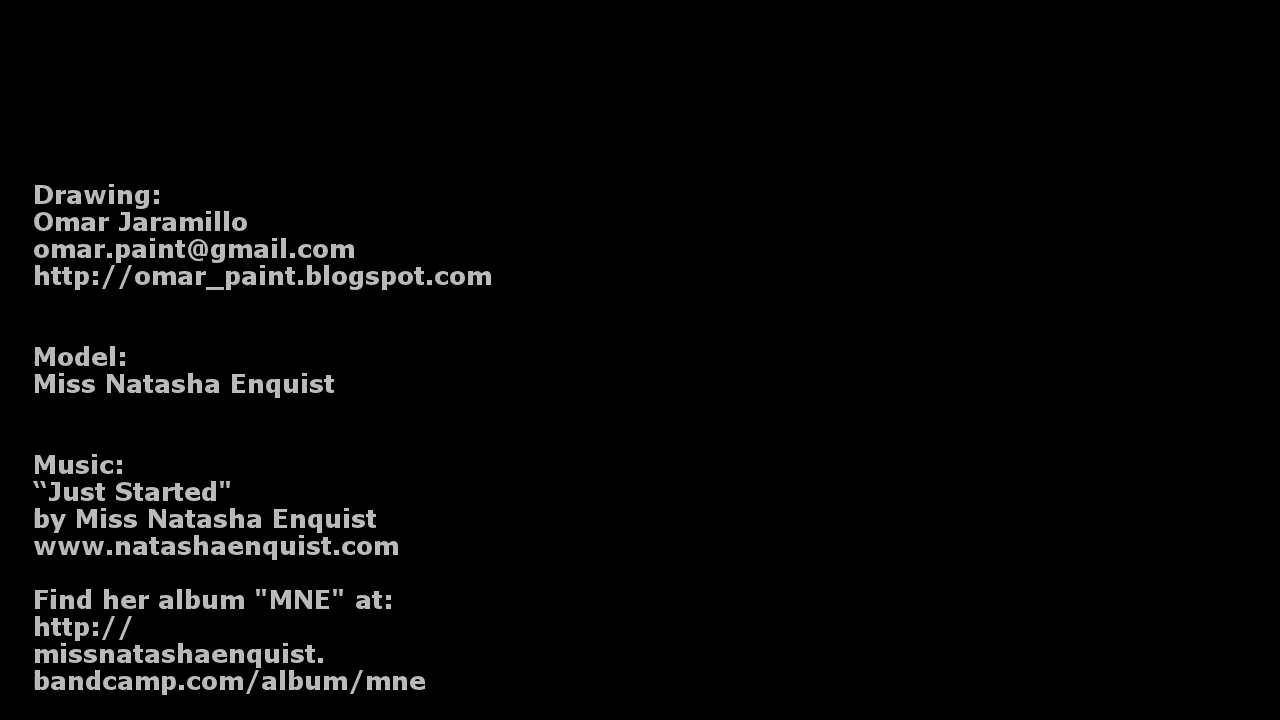 Drawing:
Omar Jaramillo
omar.paint@gmail.com
http://omar_paint.blogspot.com
Model:
Miss Natasha Enquist
Music:
“Just Started"
by Miss Natasha Enquist
www.natashaenquist.com
Find her album "MNE" at:
http://
missnatashaenquist.
bandcamp.com/album/mne